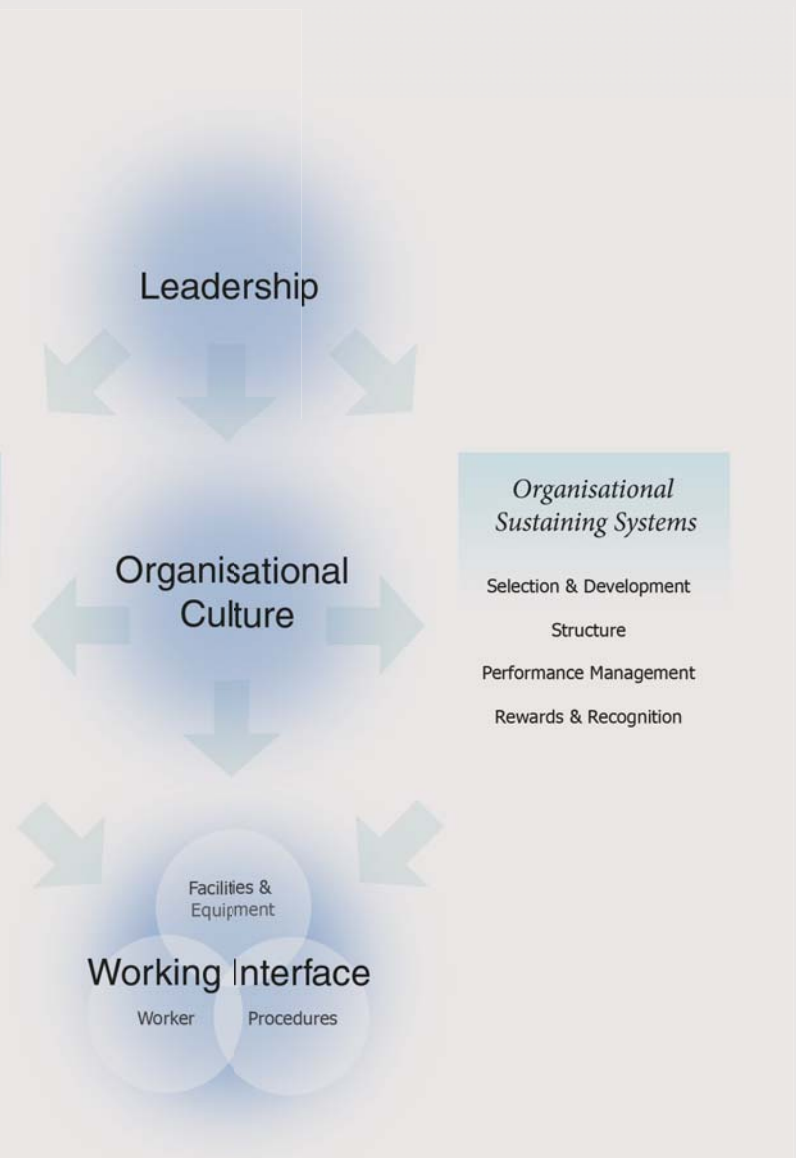 Leadership
Organisational
Culture
Organisational
Sustaining Systems
Selection & Development
Structure
Performance Management
Rewards & Recognition
Facilities &
Equipment
Working Interface
Worker
Procedures